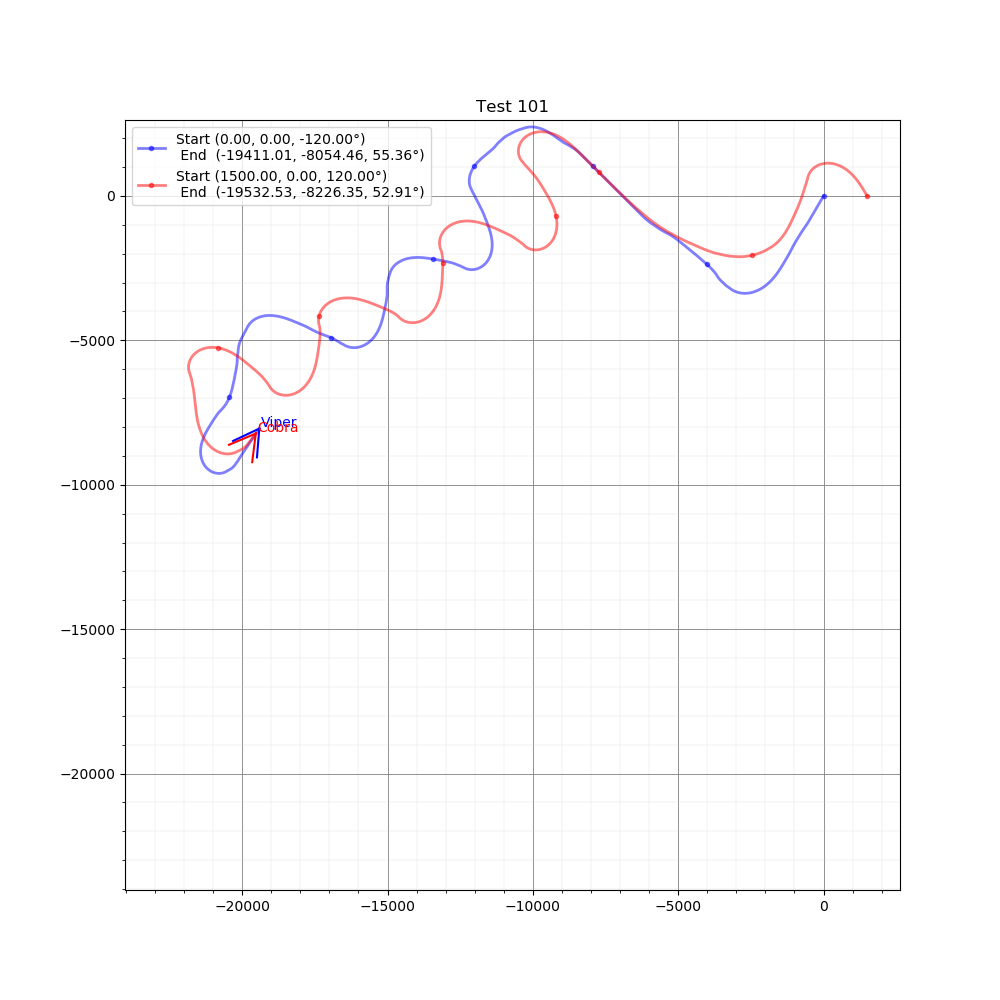 Test 101
Start (0.00, 0.00, -120.00°)
End (-19411.01, -8054.46, 55.36°)
Start (1500.00, 0.00, 120.00°)
End (-19532.53, -8226.35, 52.91°)
0
−5000
−10000
−15000
−20000
Viper
Cobra
−20000
−15000
−10000
−5000
0